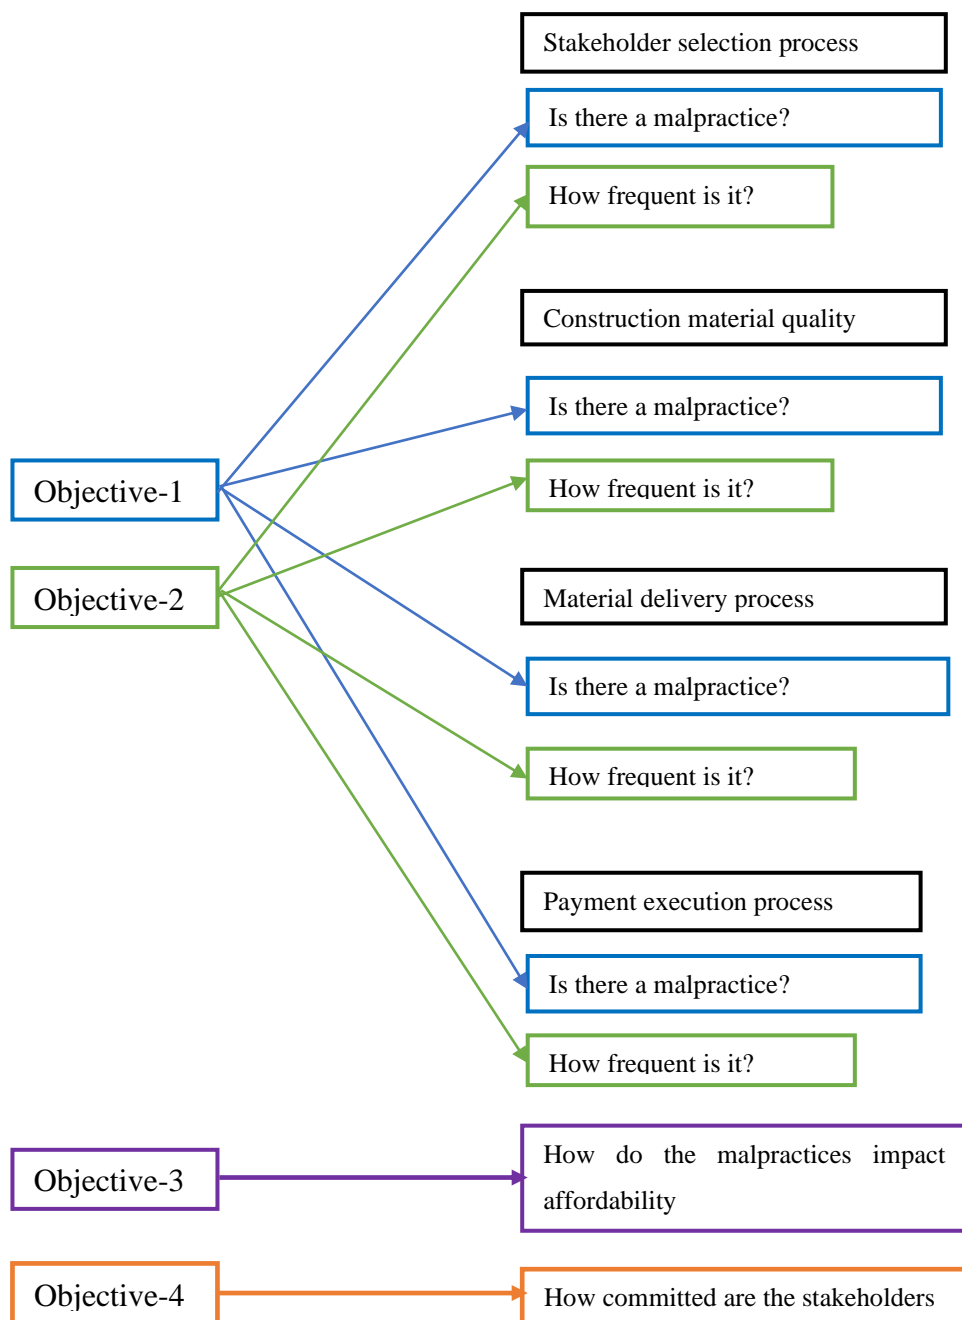 Stakeholder selection process
Is there a malpractice?
How frequent is it?
Construction material quality
Is there a malpractice?
How frequent is it?
Objective-1
Objective-2
Material delivery process
Is there a malpractice?
How frequent is it?
Payment execution process
Is there a malpractice?
How frequent is it?
Objective-3
How do the malpractices impact
affordability
Objective-4
How committed are the stakeholders